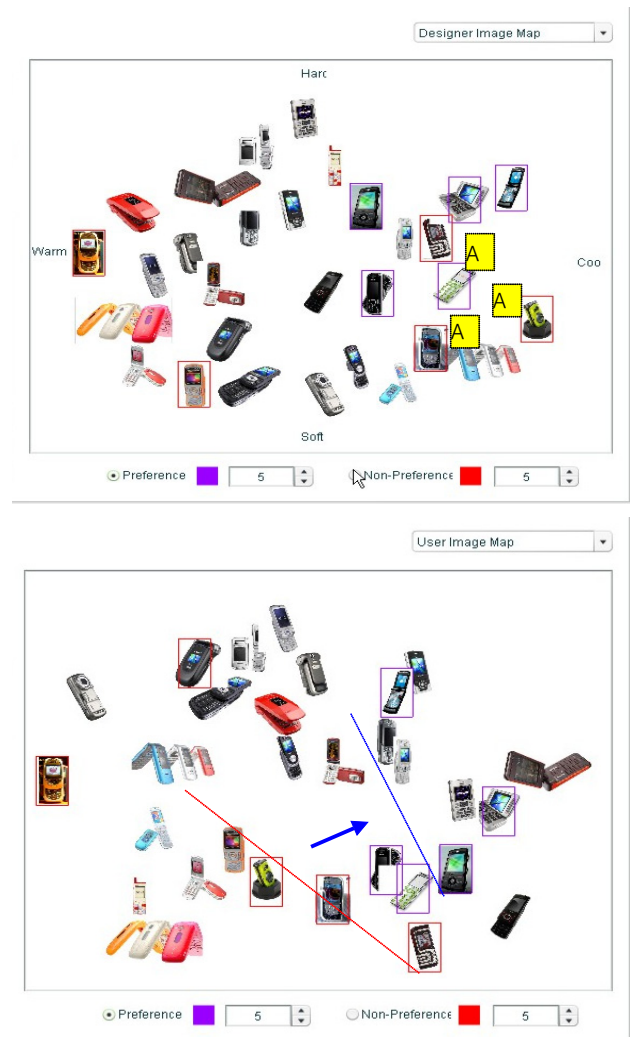 Designer Image Map
Harc
Warm
A
Coo
A
A
Soft
Preference 5 Non-Preference 5
User Image Map
Preference 5 Non-Preference 5